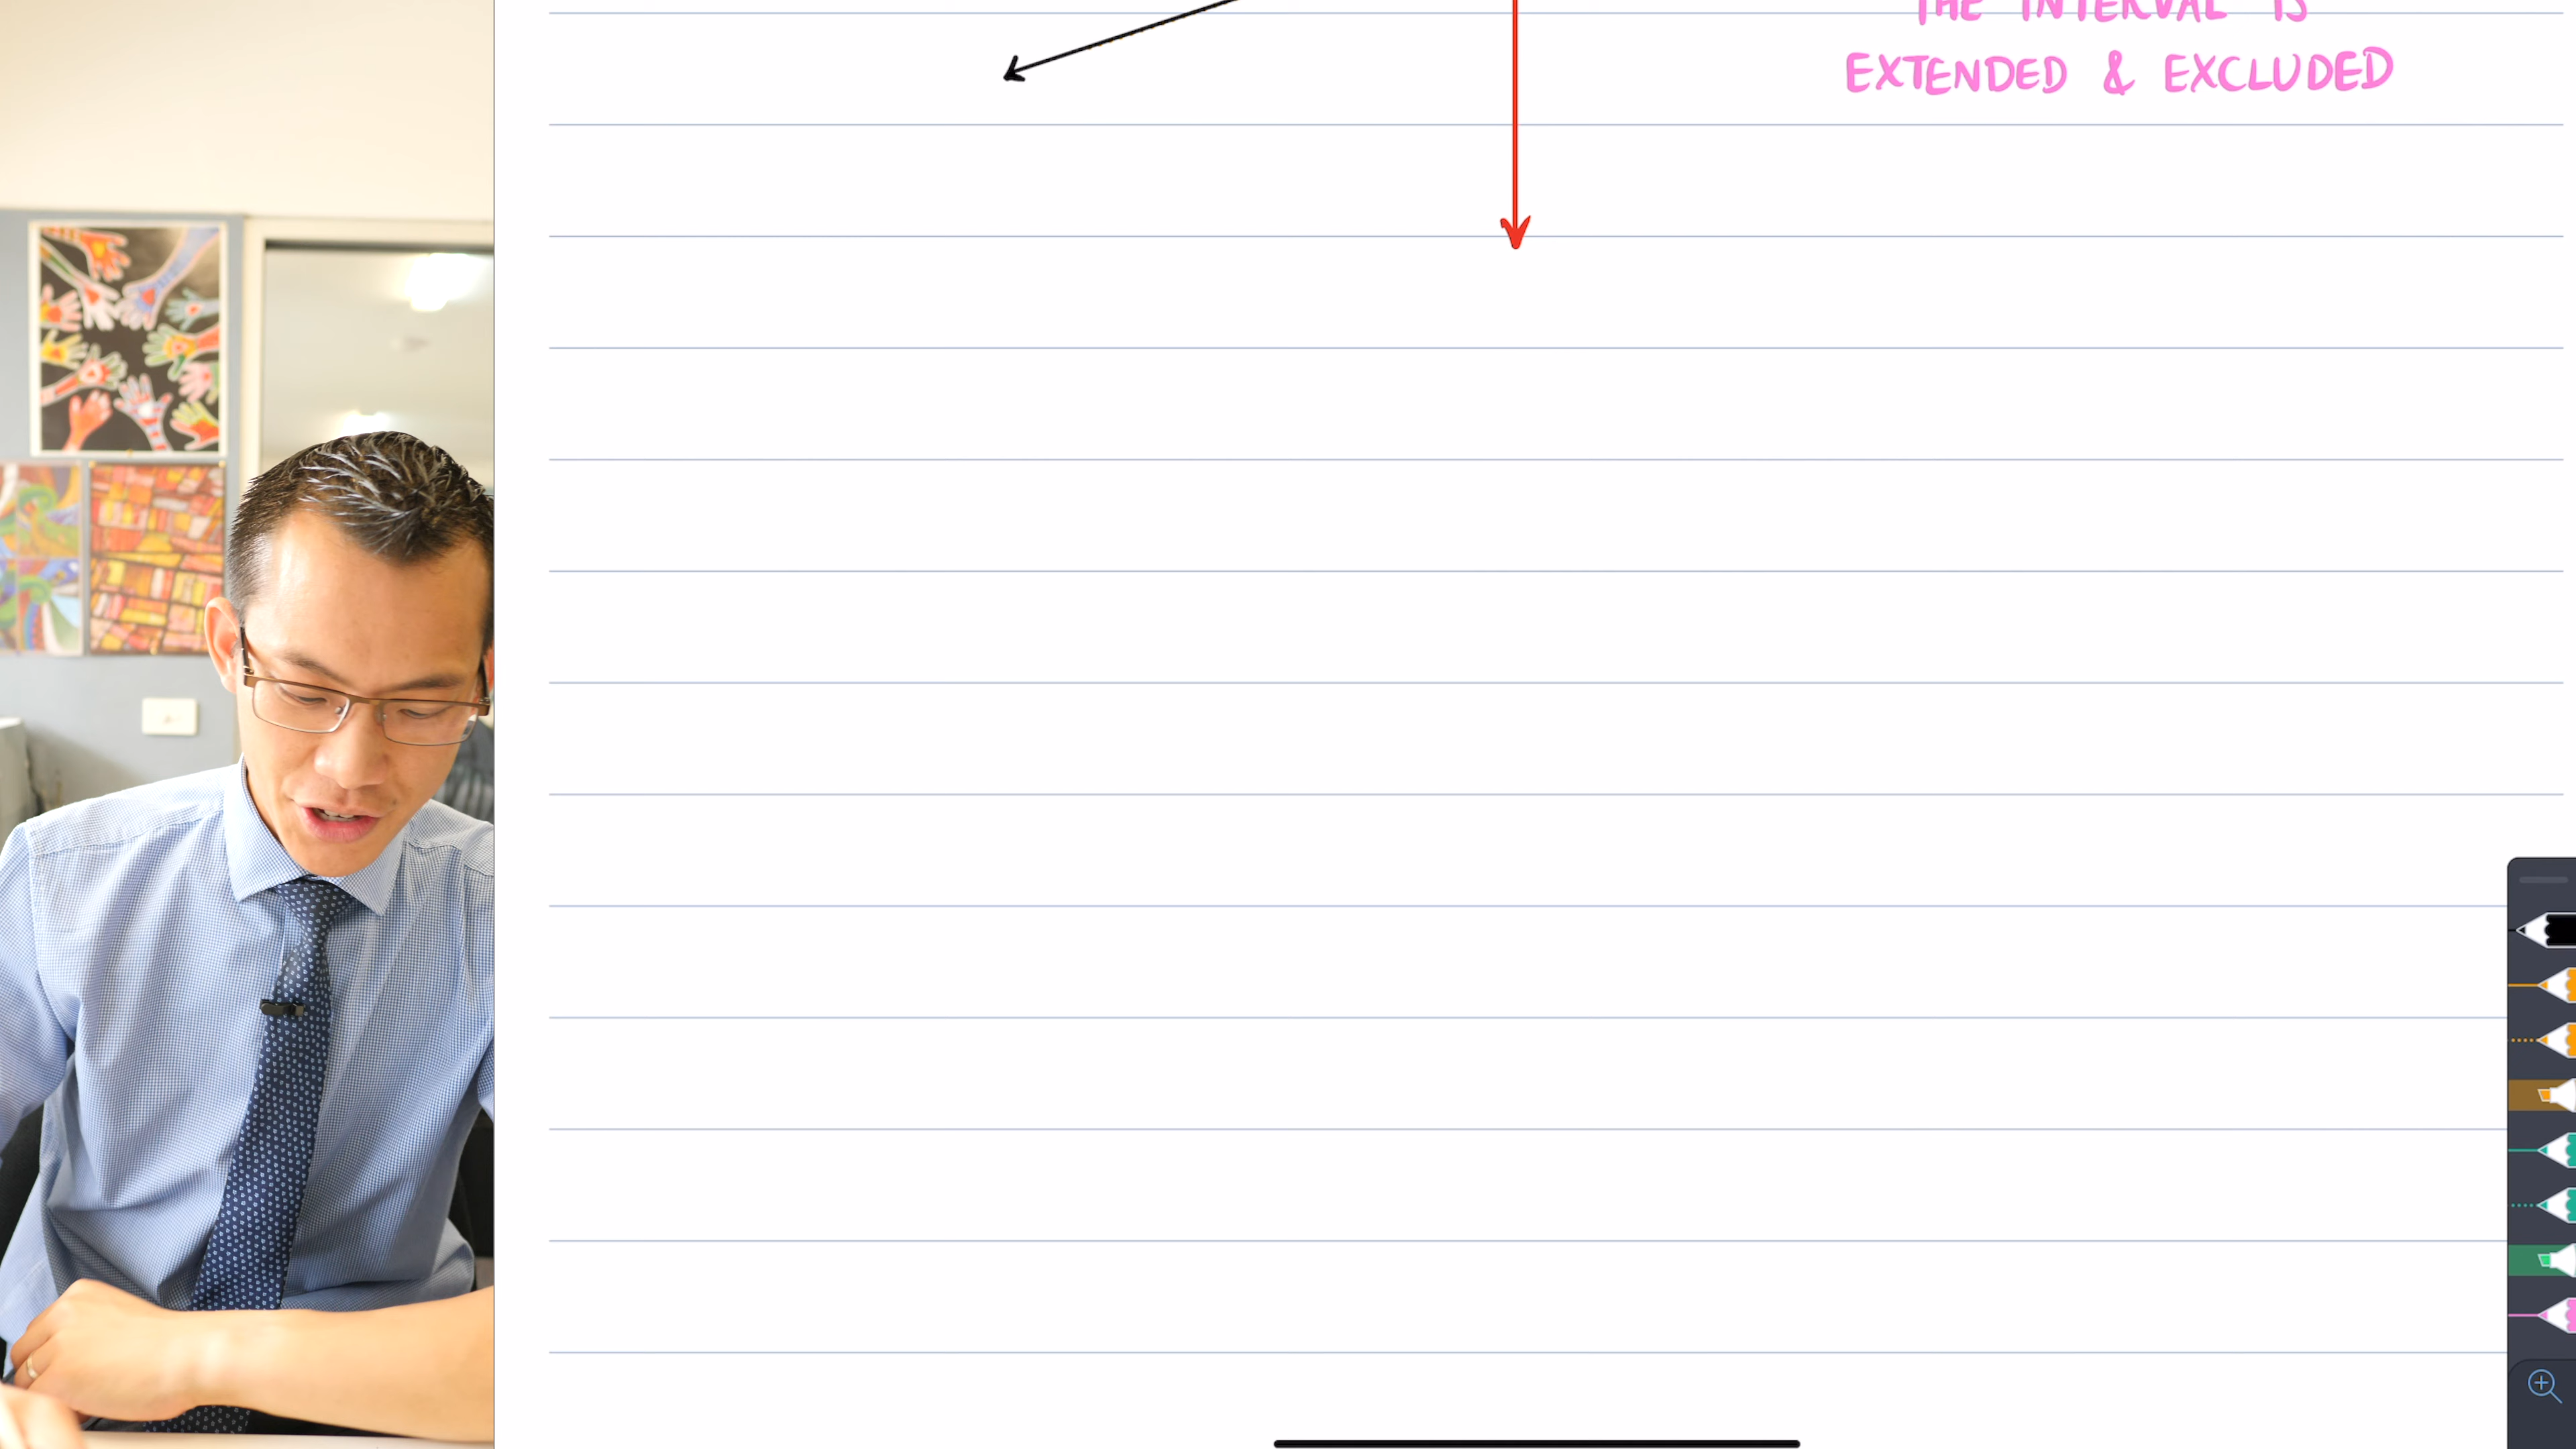 THE INTERVAL IS
EXTENDED & EXCLUDED